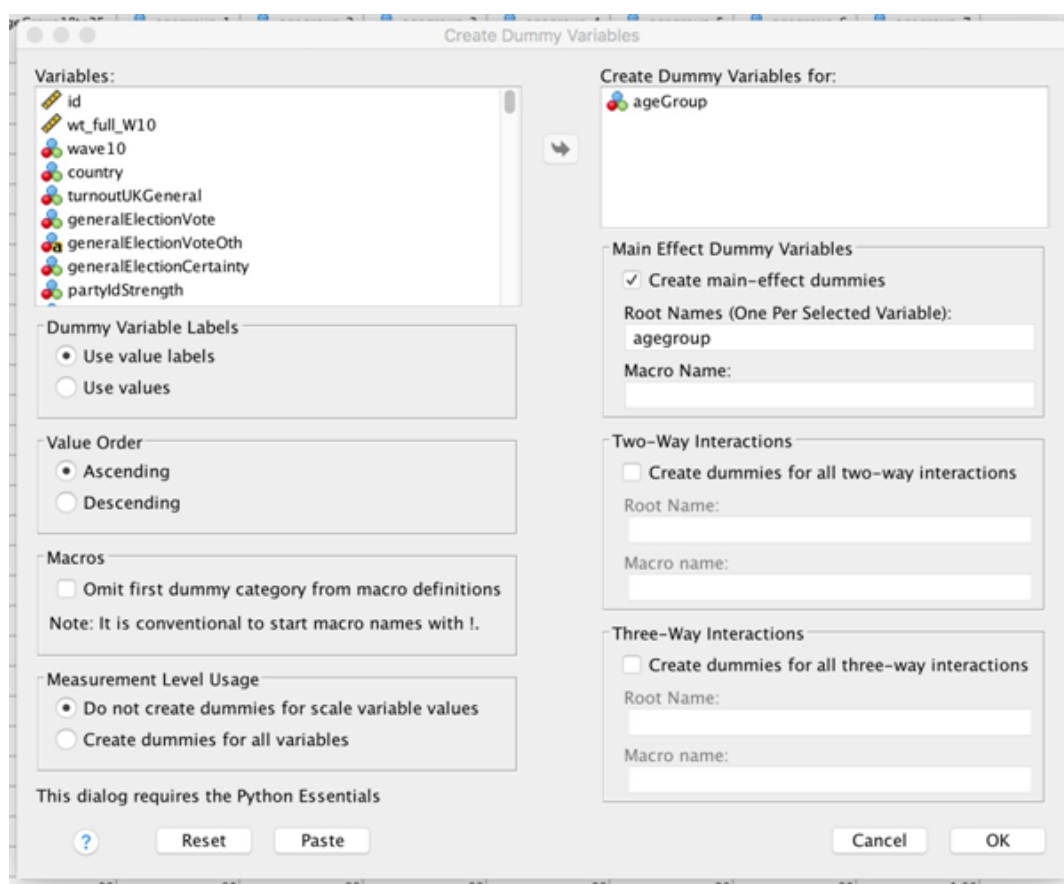 Create Dummy Variables
Variables:
id
wt_full_W10
wave10
country
turnoutUKGeneral
generalElectionVote
a generalElectionVoteOth
generalElectionCertainty
partyIdStrength
Dummy Variable Labels
Use value labels
Use values
Value Order
Ascending
Descending
Macros
Omit first dummy category from macro definitions
Note: It is conventional to start macro names with !.
Measurement Level Usage
Do not create dummies for scale variable values
Create dummies for all variables
This dialog requires the Python Essentials
Create Dummy Variables for:
ageGroup
Main Effect Dummy Variables
Create main-effect dummies
Root Names (One Per Selected Variable):
agegroup
Macro Name:
Two-Way Interactions
Create dummies for all two-way interactions
Root Name:
Macro name:
Three-Way Interactions
Create dummies for all three-way interactions
Root Name:
Macro name:
? Reset Paste Cancel OK